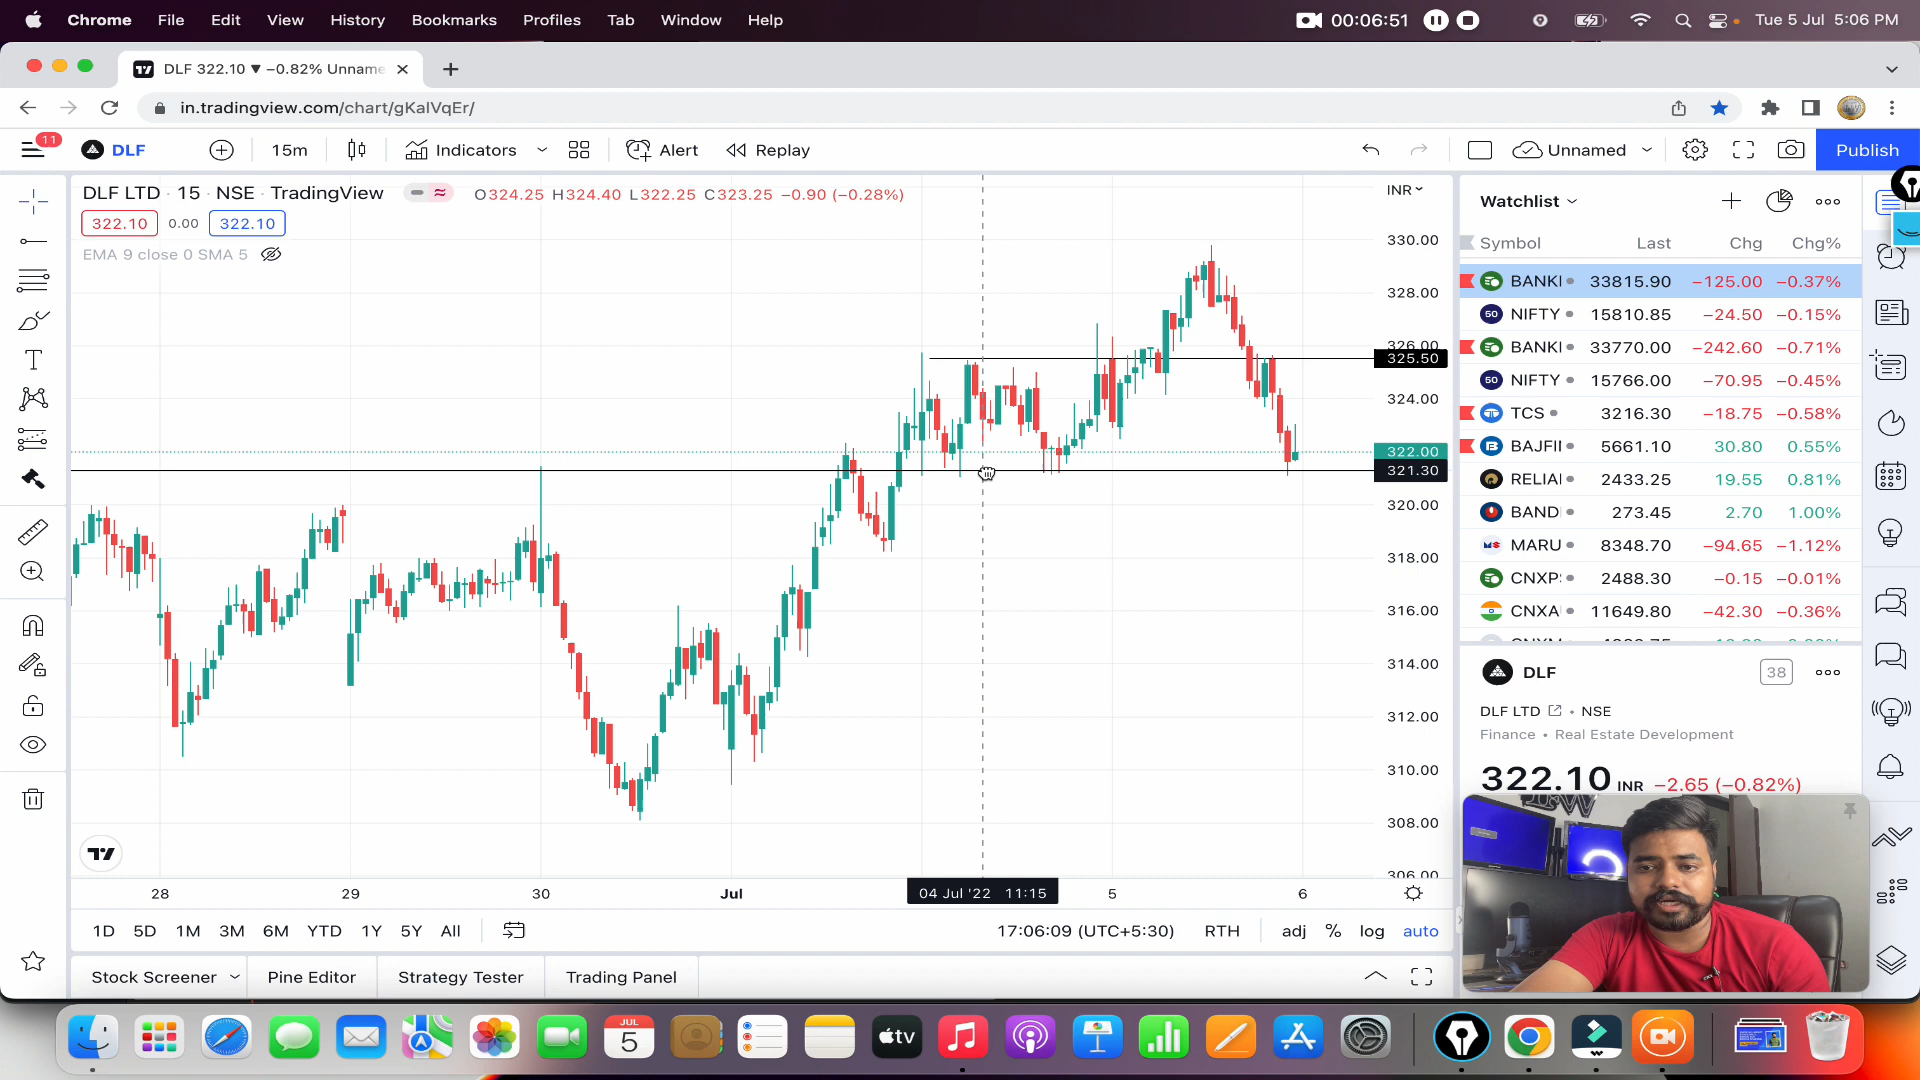 Chrome File Edit View History Bookmarks Profiles Tab Window Help 00:06:51 Tue 5 Jul 5:06 PM
DLF 322.10 ▼ −0.82% Unname
in.tradingview.com/chart/gKalVqEr/
11 DLF 15m Indicators Alert Replay Unnamed Publish
DLF LTD · 15 · NSE · TradingView O324.25 H324.40 L322.25 C323.25 −0.90 (−0.28%)
322.10 0.00 322.10
EMA 9 close 0 SMA 5
INR
330.00
328.00
326.00
325.50
324.00
322.00
321.30
320.00
318.00
316.00
314.00
312.00
310.00
308.00
306.00
28 29 30 Jul 04 Jul '22 11:15 5 6
1D 5D 1M 3M 6M YTD 1Y 5Y All 17:06:09 (UTC+5:30) RTH adj % log auto
Stock Screener Pine Editor Strategy Tester Trading Panel
Watchlist
Symbol Last Chg Chg%
BANKI 33815.90 −125.00 −0.37%
50 NIFTY 15810.85 −24.50 −0.15%
BANKI 33770.00 −242.60 −0.71%
50 NIFTY 15766.00 −70.95 −0.45%
TCS 3216.30 −18.75 −0.58%
BAJFII 5661.10 30.80 0.55%
RELIAI 2433.25 19.55 0.81%
BAND 273.45 2.70 1.00%
MARU 8348.70 −94.65 −1.12%
CNXP 2488.30 −0.15 −0.01%
CNXA 11649.80 −42.30 −0.36%
DLF 38
DLF LTD • NSE
Finance • Real Estate Development
322.10 INR −2.65 (−0.82%)
JUL
5
tv